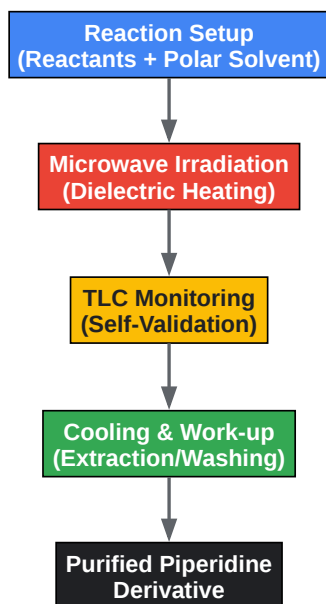 Reaction Setup
(Reactants + Polar Solvent)
Microwave Irradiation
(Dielectric Heating)
TLC Monitoring
(Self-Validation)
Cooling & Work-up
(Extraction/Washing)
Purified Piperidine
Derivative